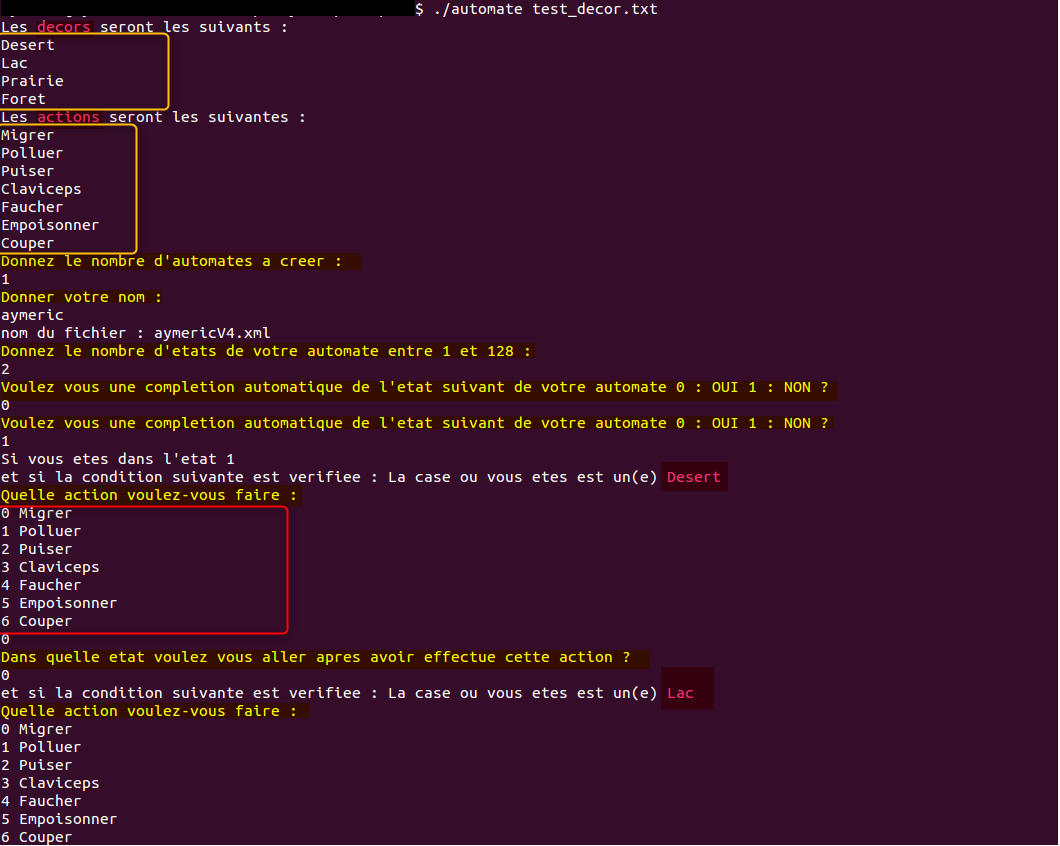 $ ./automate test_decor.txt
Les decors seront les suivants :
Desert
Lac
Prairie
Foret
Les actions seront les suivantes :
Migrer
Polluer
Puiser
Claviceps
Faucher
Empoisonner
Couper
Donnez le nombre d'automates a creer :
1
Donner votre nom :
aymeric
nom du fichier : aymericV4.xml
Donnez le nombre d'etats de votre automate entre 1 et 128 :
2
Voulez vous une completion automatique de l'etat suivant de votre automate 0 : OUI 1 : NON ?
0
Voulez vous une completion automatique de l'etat suivant de votre automate 0 : OUI 1 : NON ?
1
Si vous etes dans l'etat 1
et si la condition suivante est verifiee : La case ou vous etes est un(e) Desert
Quelle action voulez-vous faire :
0 Migrer
1 Polluer
2 Puiser
3 Claviceps
4 Faucher
5 Empoisonner
6 Couper
0
Dans quelle etat voulez vous aller apres avoir effectue cette action ?
0
et si la condition suivante est verifiee : La case ou vous etes est un(e) Lac
Quelle action voulez-vous faire :
0 Migrer
1 Polluer
2 Puiser
3 Claviceps
4 Faucher
5 Empoisonner
6 Couper